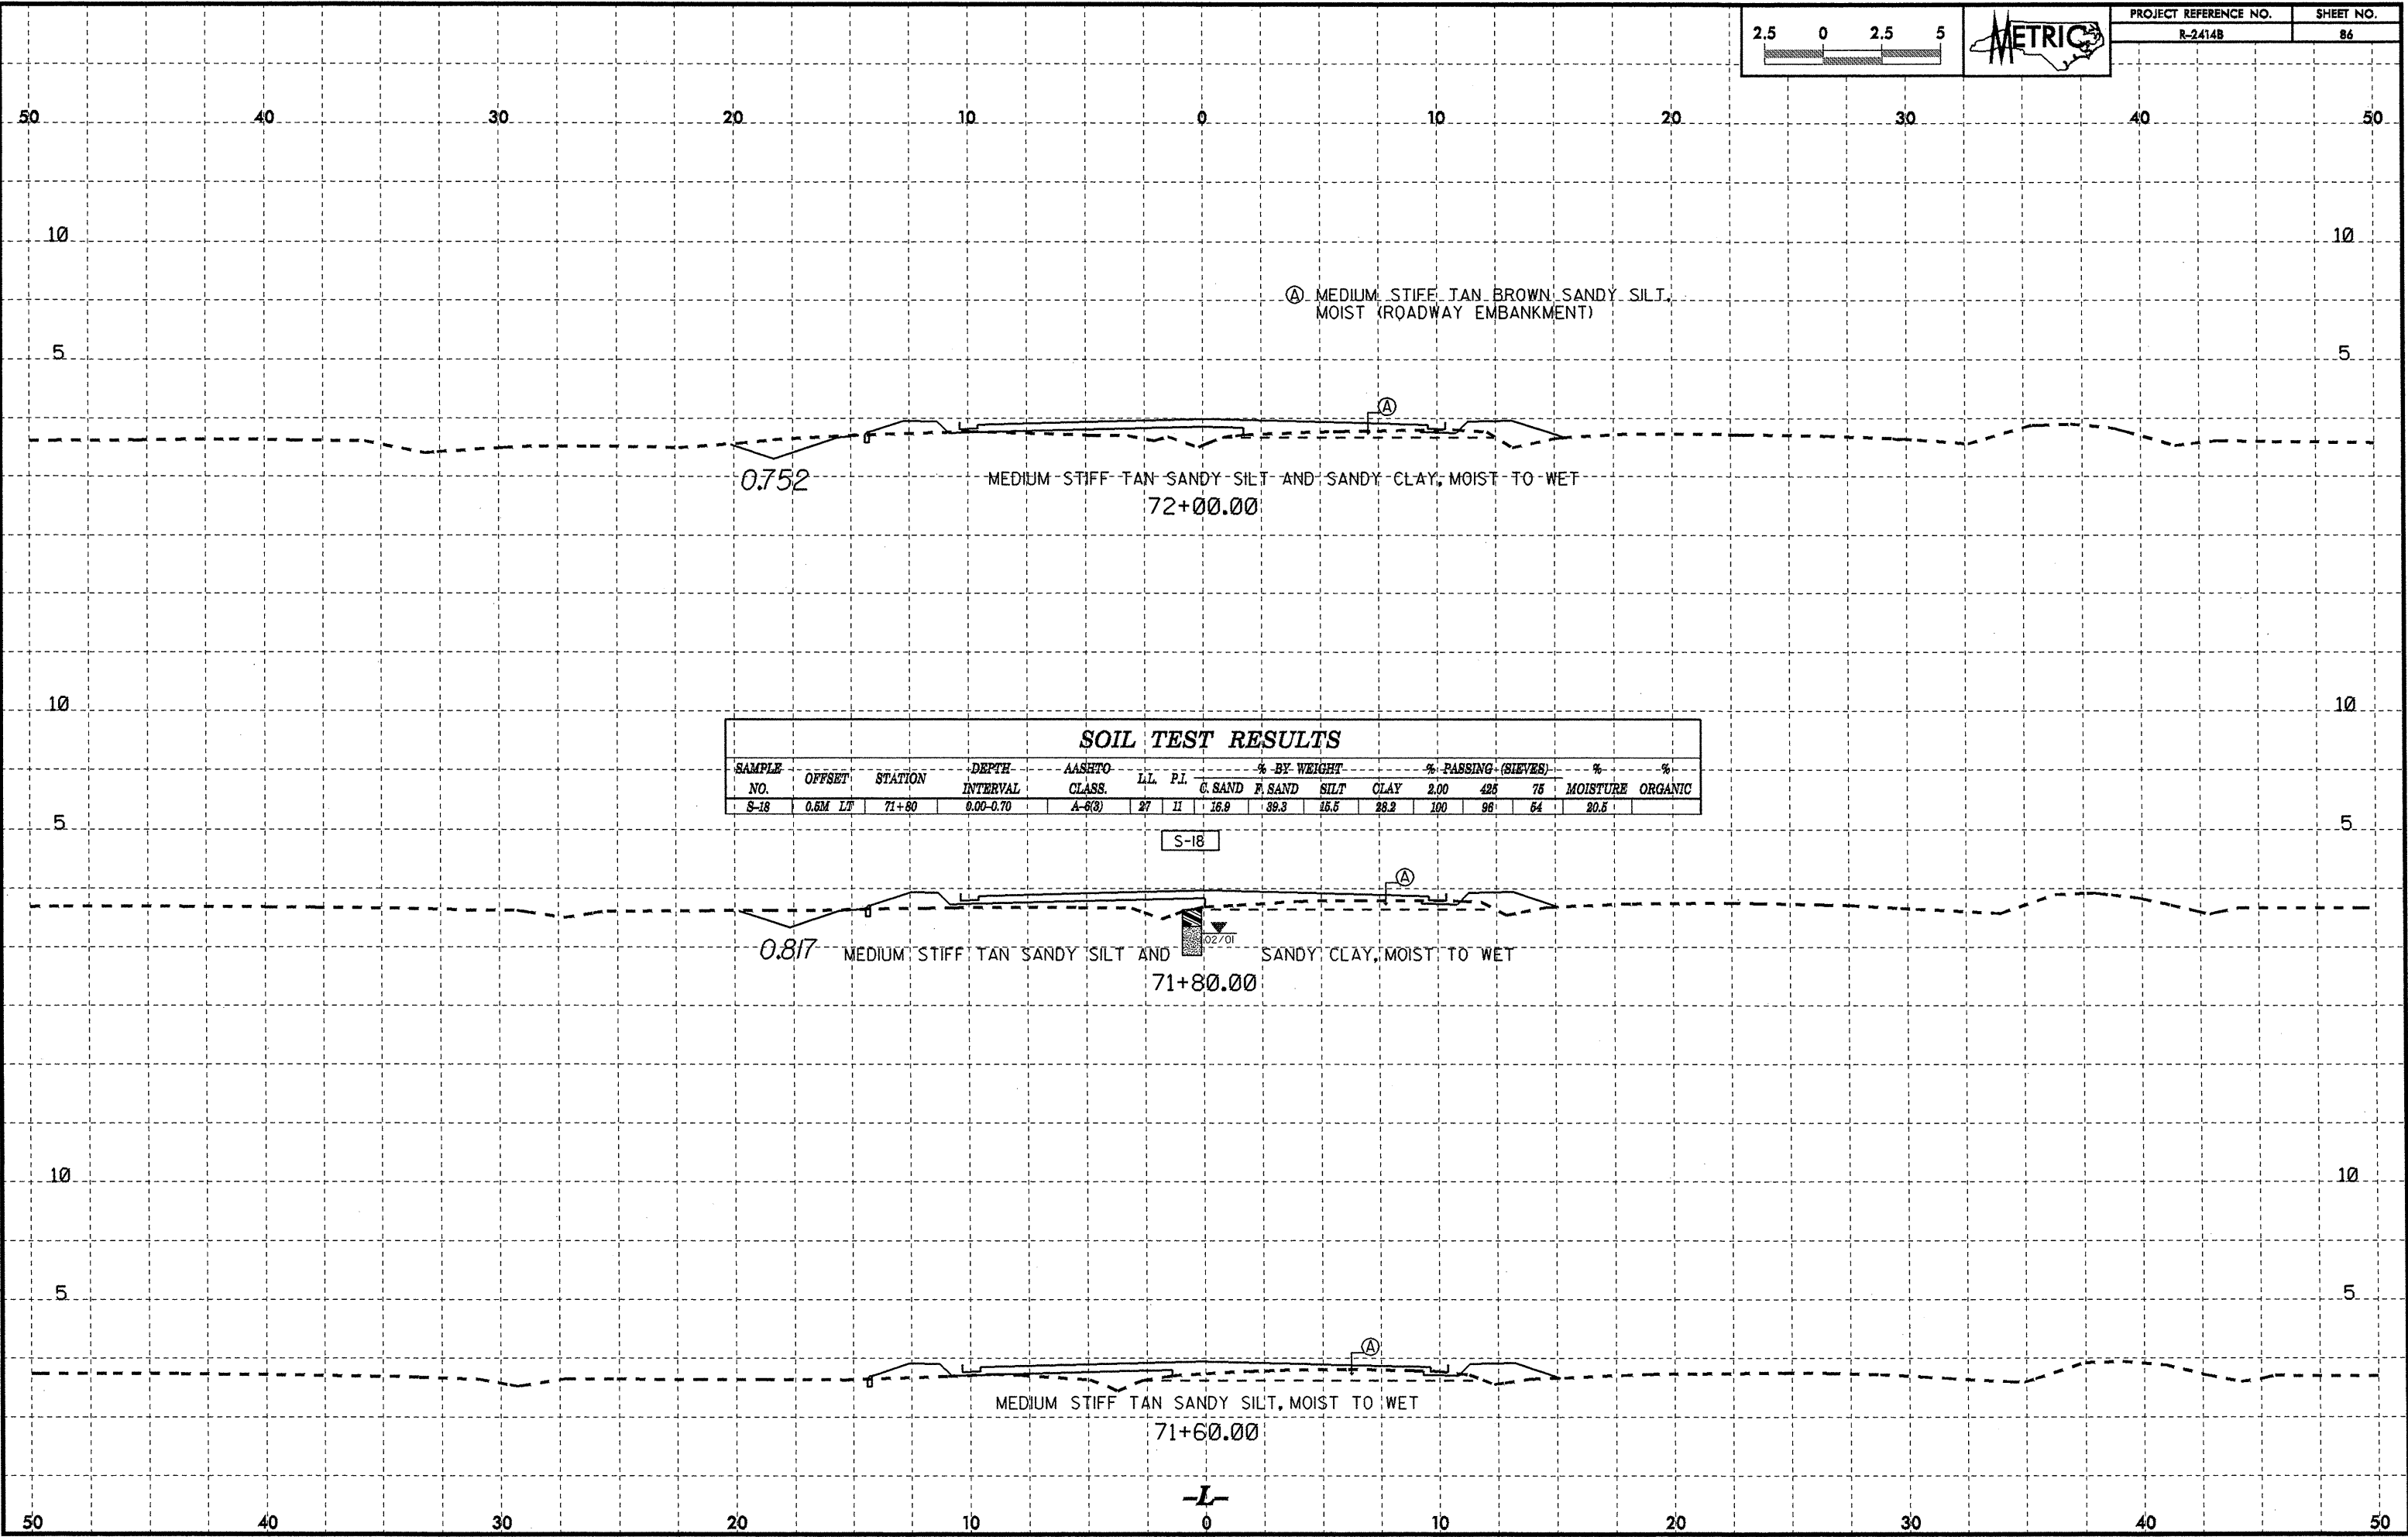 PROJECT REFERENCE NO. SHEET NO.
R-2414B 86
2.5 0 2.5 5
METRIC
50 40 30 20 10 0 10 20 30 40 50
10 10
Ⓐ MEDIUM STIFF TAN BROWN SANDY SILT,
MOIST (ROADWAY EMBANKMENT)
5 5
Ⓐ
0.752
MEDIUM STIFF TAN SANDY SILT AND SANDY CLAY, MOIST TO WET
72+00.00
10 10
SOIL TEST RESULTS
SAMPLE NO. OFFSET STATION DEPTH INTERVAL AASHTO CLASS. L.L. P.I. % BY WEIGHT C. SAND F. SAND SILT CLAY % PASSING (SIEVES) 2.00 425 75 % MOISTURE % ORGANIC
S-18 0.5M LT 71+80 0.00-0.70 A-6(3) 27 11 16.9 39.3 15.5 28.2 100 96 54 20.5
5 5
S-18
Ⓐ
02/01
0.817
MEDIUM STIFF TAN SANDY SILT AND SANDY CLAY, MOIST TO WET
71+80.00
10 10
5 5
Ⓐ
MEDIUM STIFF TAN SANDY SILT, MOIST TO WET
71+60.00
-L-
50 40 30 20 10 0 10 20 30 40 50